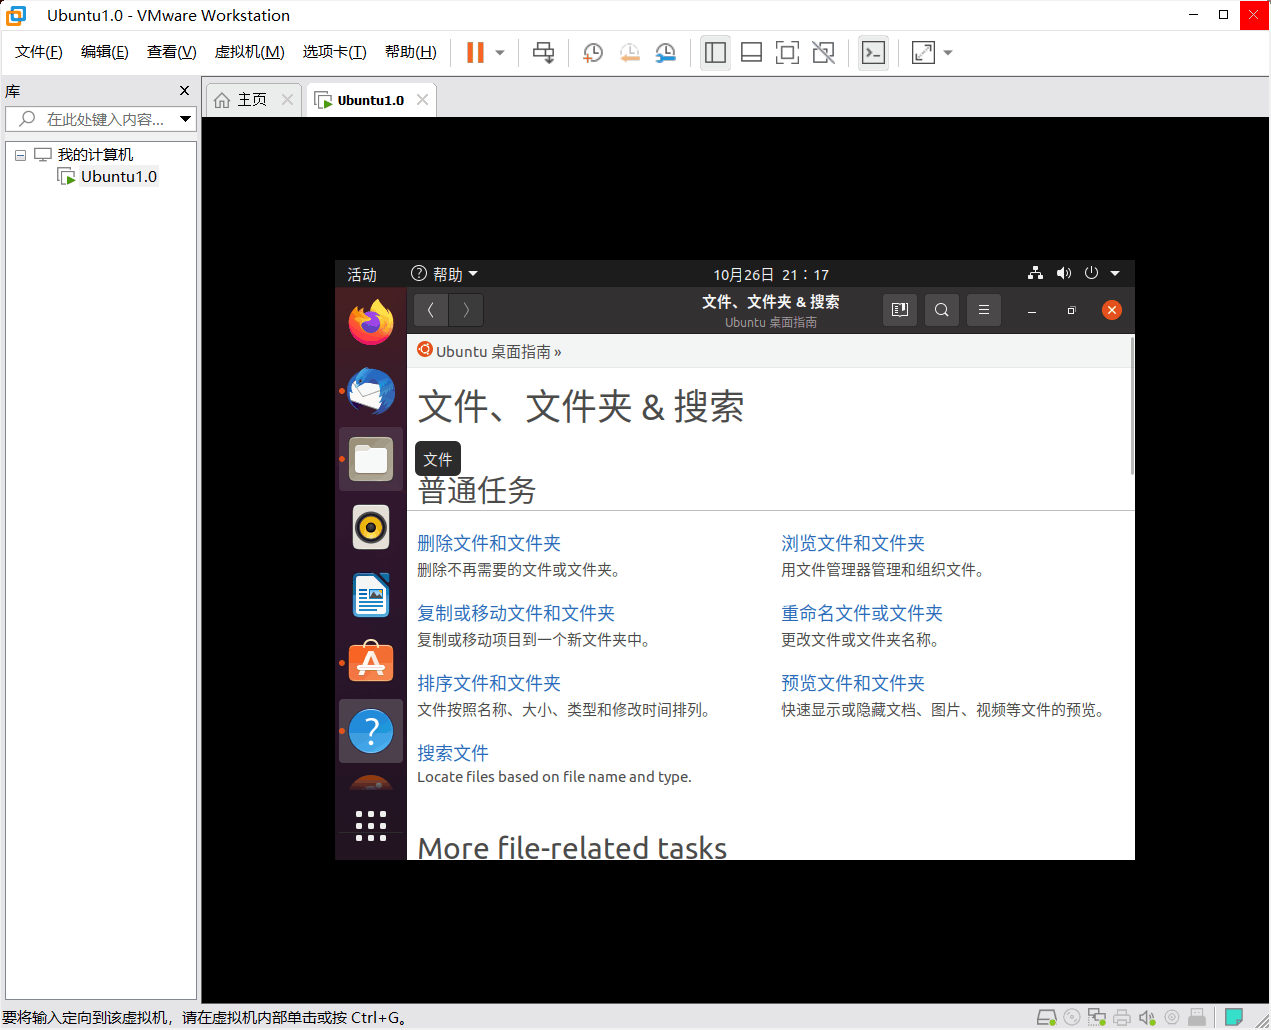 Ubuntu1.0 - VMware Workstation
文件(F) 编辑(E) 查看(V) 虚拟机(M) 选项卡(T) 帮助(H)
库
主页
Ubuntu1.0
在此处键入内容...
我的计算机
Ubuntu1.0
活动
帮助
10月26日 21：17
文件、文件夹 & 搜索
Ubuntu 桌面指南
Ubuntu 桌面指南 »
文件、文件夹 & 搜索
文件
普通任务
删除文件和文件夹
删除不再需要的文件或文件夹。
浏览文件和文件夹
用文件管理器管理和组织文件。
复制或移动文件和文件夹
复制或移动项目到一个新文件夹中。
重命名文件或文件夹
更改文件或文件夹名称。
排序文件和文件夹
文件按照名称、大小、类型和修改时间排列。
预览文件和文件夹
快速显示或隐藏文档、图片、视频等文件的预览。
搜索文件
Locate files based on file name and type.
More file-related tasks
要将输入定向到该虚拟机，请在虚拟机内部单击或按 Ctrl+G。